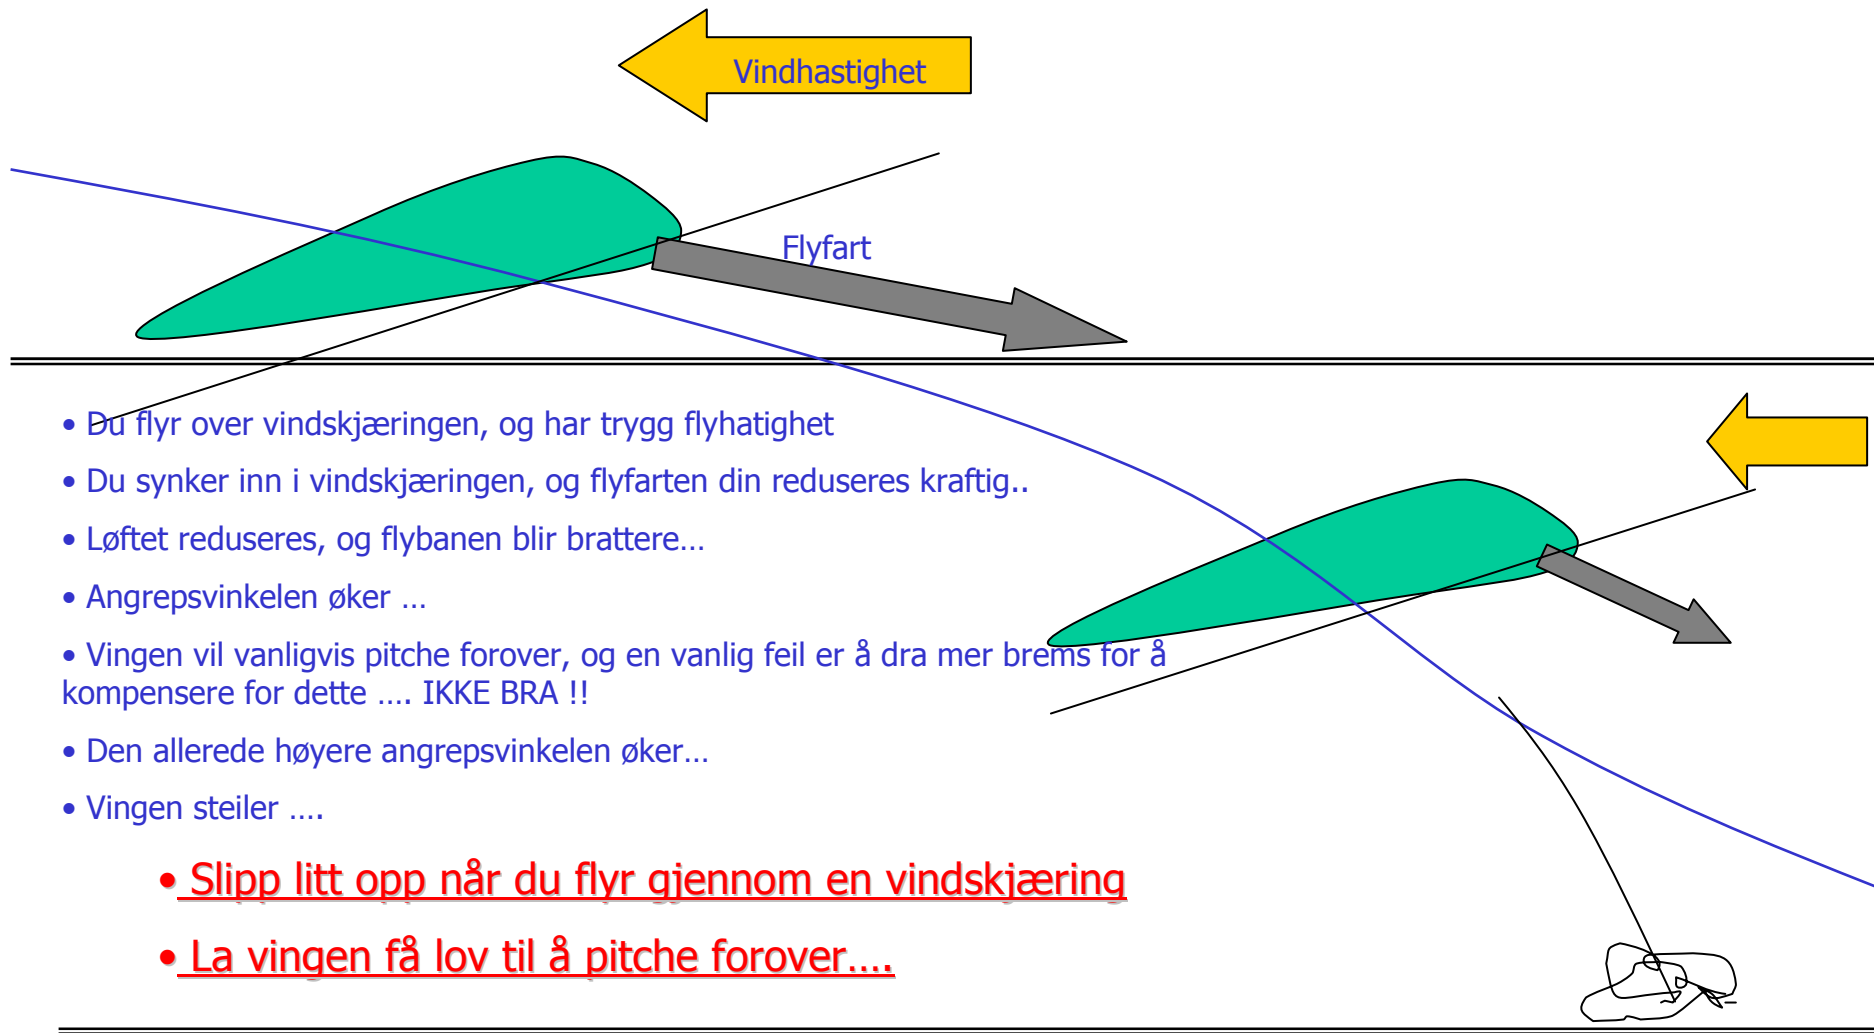 Vindhastighet
Flyfart
• Du flyr over vindskjæringen, og har trygg flyhatighet
• Du synker inn i vindskjæringen, og flyfarten din reduseres kraftig..
• Løftet reduseres, og flybanen blir brattere…
• Angrepsvinkelen øker …
• Vingen vil vanligvis pitche forover, og en vanlig feil er å dra mer brems for å
kompensere for dette …. IKKE BRA !!
• Den allerede høyere angrepsvinkelen øker…
• Vingen steiler ….
• Slipp litt opp når du flyr gjennom en vindskjæring
• La vingen få lov til å pitche forover….